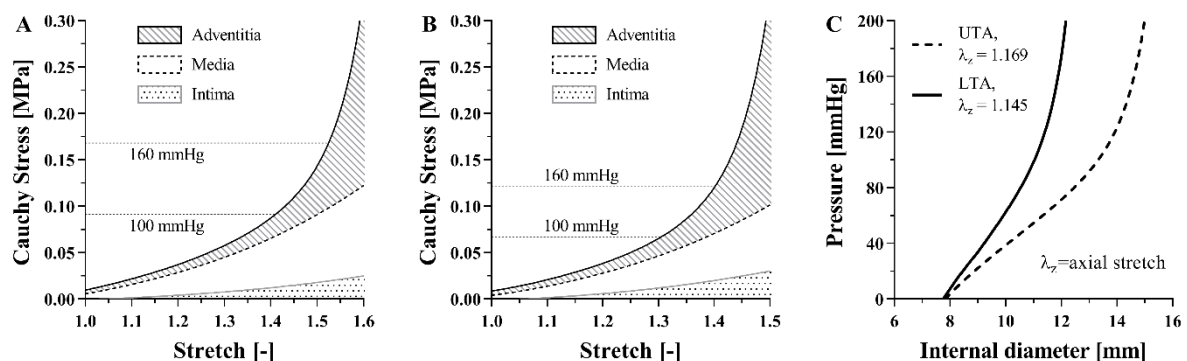 A
Cauchy Stress [MPa]
0.30
0.25
0.20
0.15
0.10
0.05
0.00
Adventitia
Media
Intima
160 mmHg
100 mmHg
1.0 1.1 1.2 1.3 1.4 1.5 1.6
Stretch [-]
B
Cauchy Stress [MPa]
0.30
0.25
0.20
0.15
0.10
0.05
0.00
Adventitia
Media
Intima
160 mmHg
100 mmHg
1.0 1.1 1.2 1.3 1.4 1.5
Stretch [-]
C
Pressure [mmHg]
200
160
120
80
40
0
UTA,
λz = 1.169
LTA,
λz = 1.145
λz=axial stretch
6 8 10 12 14 16
Internal diameter [mm]